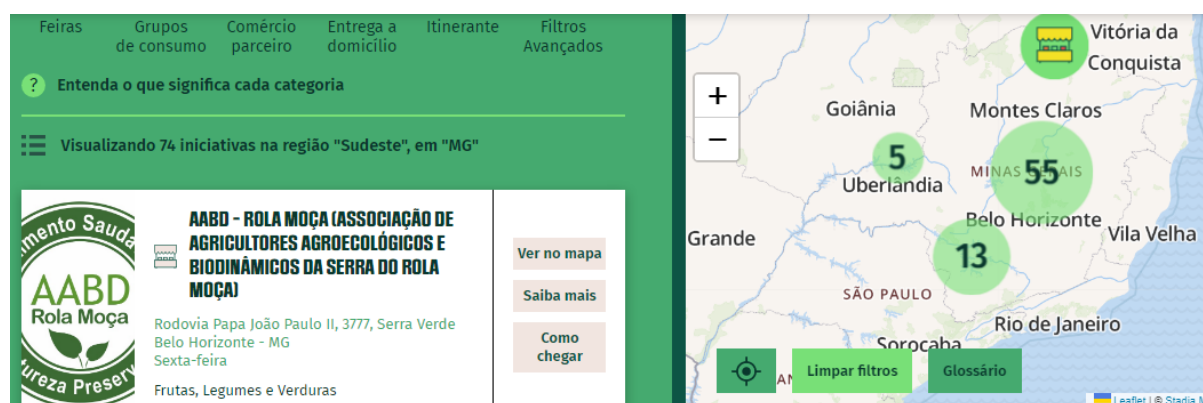 Feiras
Grupos
de consumo
Comércio
parceiro
Entrega a
domicílio
Itinerante
Filtros
Avançados
? Entenda o que significa cada categoria
Visualizando 74 iniciativas na região "Sudeste", em "MG"
AABD
Rola Moça
AABD - ROLA MOÇA (ASSOCIAÇÃO DE
AGRICULTORES AGROECOLÓGICOS E
BIODINÂMICOS DA SERRA DO ROLA
MOÇA)
Rodovia Papa João Paulo II, 3777, Serra Verde
Belo Horizonte - MG
Sexta-feira
Frutas, Legumes e Verduras
Ver no mapa
Saiba mais
Como
chegar
+
−
Vitória da
Conquista
Goiânia
Montes Claros
5
Uberlândia
MINAS GERAIS
55
Belo Horizonte
Vila Velha
Grande
13
SÃO PAULO
Rio de Janeiro
Sorocaba
Limpar filtros
Glossário
Leaflet | © Stadia